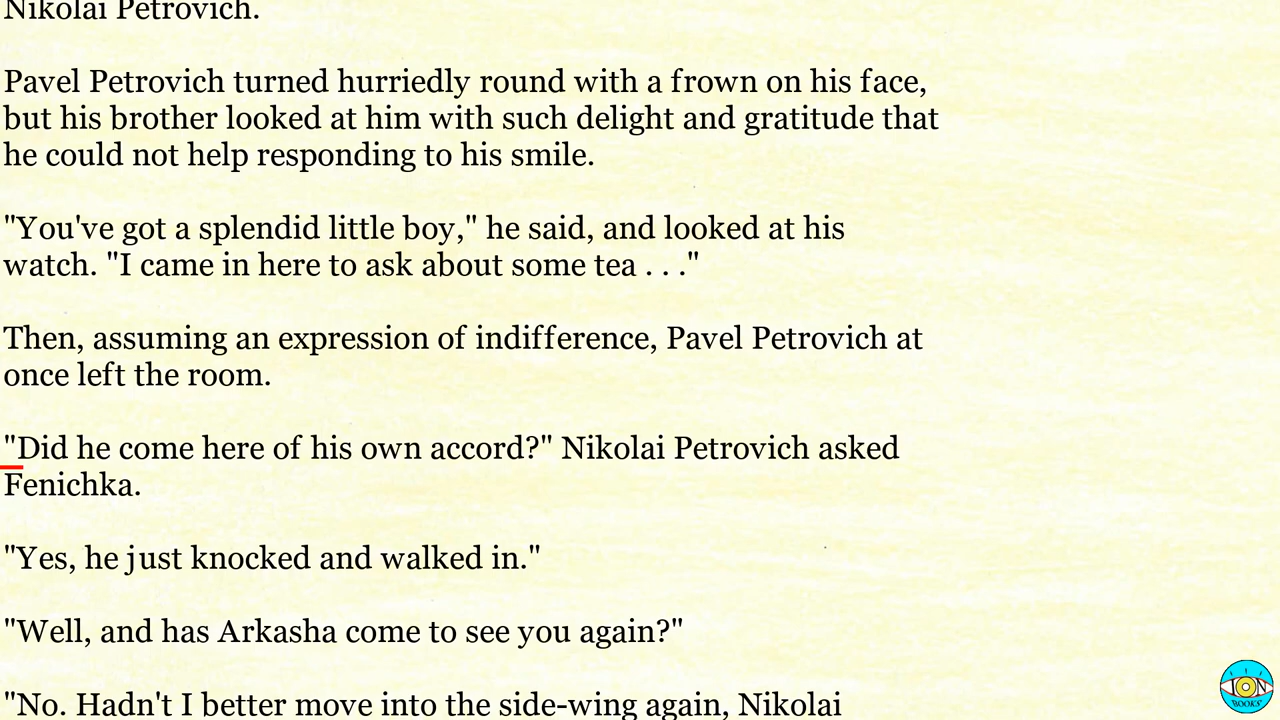 Nikolai Petrovich.
Pavel Petrovich turned hurriedly round with a frown on his face,
but his brother looked at him with such delight and gratitude that
he could not help responding to his smile.
"You've got a splendid little boy," he said, and looked at his
watch. "I came in here to ask about some tea . . ."
Then, assuming an expression of indifference, Pavel Petrovich at
once left the room.
"Did he come here of his own accord?" Nikolai Petrovich asked
Fenichka.
"Yes, he just knocked and walked in."
"Well, and has Arkasha come to see you again?"
"No. Hadn't I better move into the side-wing again, Nikolai
ION
BOOKS